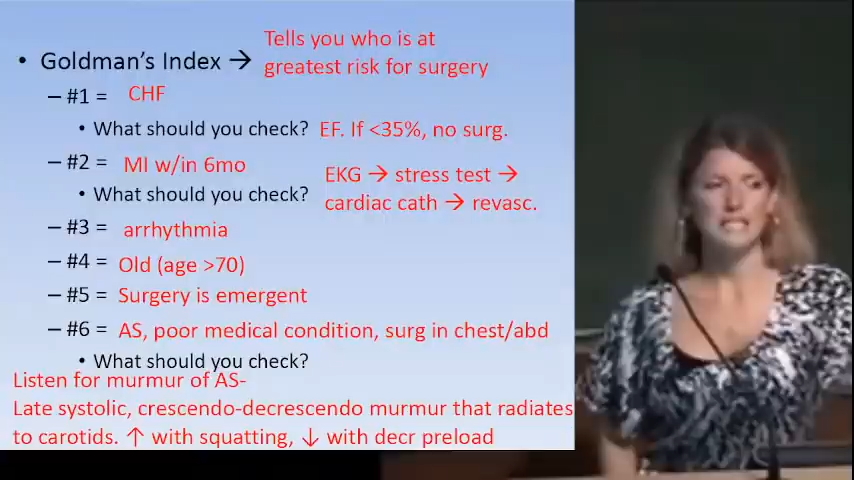 • Goldman's Index → Tells you who is at
greatest risk for surgery
– #1 = CHF
• What should you check? EF. If <35%, no surg.
– #2 = MI w/in 6mo
• What should you check? EKG → stress test →
cardiac cath → revasc.
– #3 = arrhythmia
– #4 = Old (age >70)
– #5 = Surgery is emergent
– #6 = AS, poor medical condition, surg in chest/abd
• What should you check?
Listen for murmur of AS-
Late systolic, crescendo-decrescendo murmur that radiates
to carotids. ↑ with squatting, ↓ with decr preload